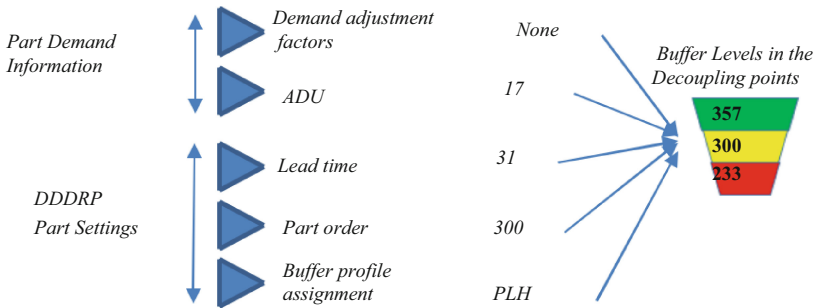 Part Demand
Information
Demand adjustment
factors
ADU
None
17
Buffer Levels in the
Decoupling points
357
300
233
DDDRP
Part Settings
Lead time
31
Part order
300
Buffer profile
assignment
PLH